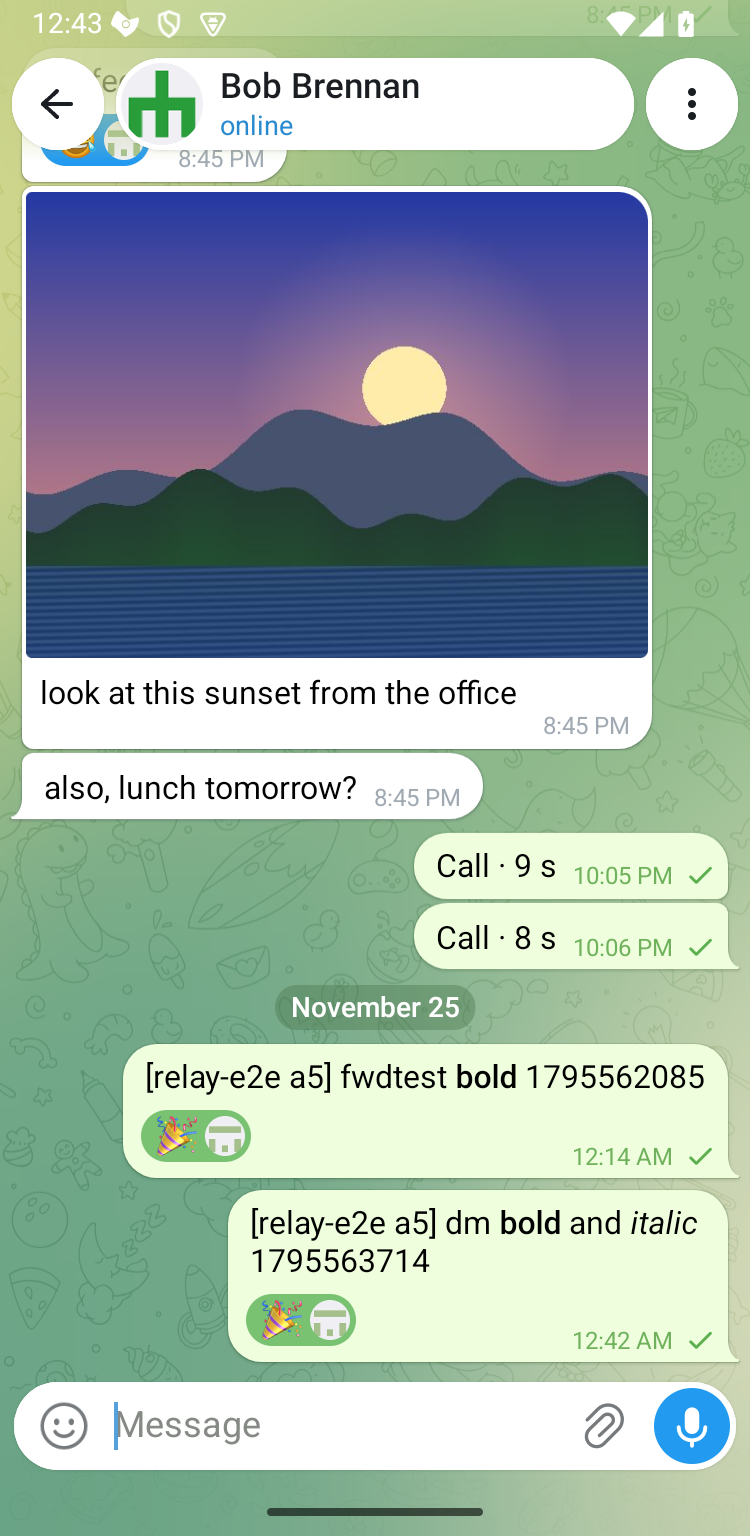 12:43
8:45 PM
Bob Brennan
online
8:45 PM
look at this sunset from the office
8:45 PM
also, lunch tomorrow? 8:45 PM
Call · 9 s 10:05 PM
Call · 8 s 10:06 PM
November 25
[relay-e2e a5] fwdtest bold 1795562085
12:14 AM
[relay-e2e a5] dm bold and italic
1795563714
12:42 AM
Message